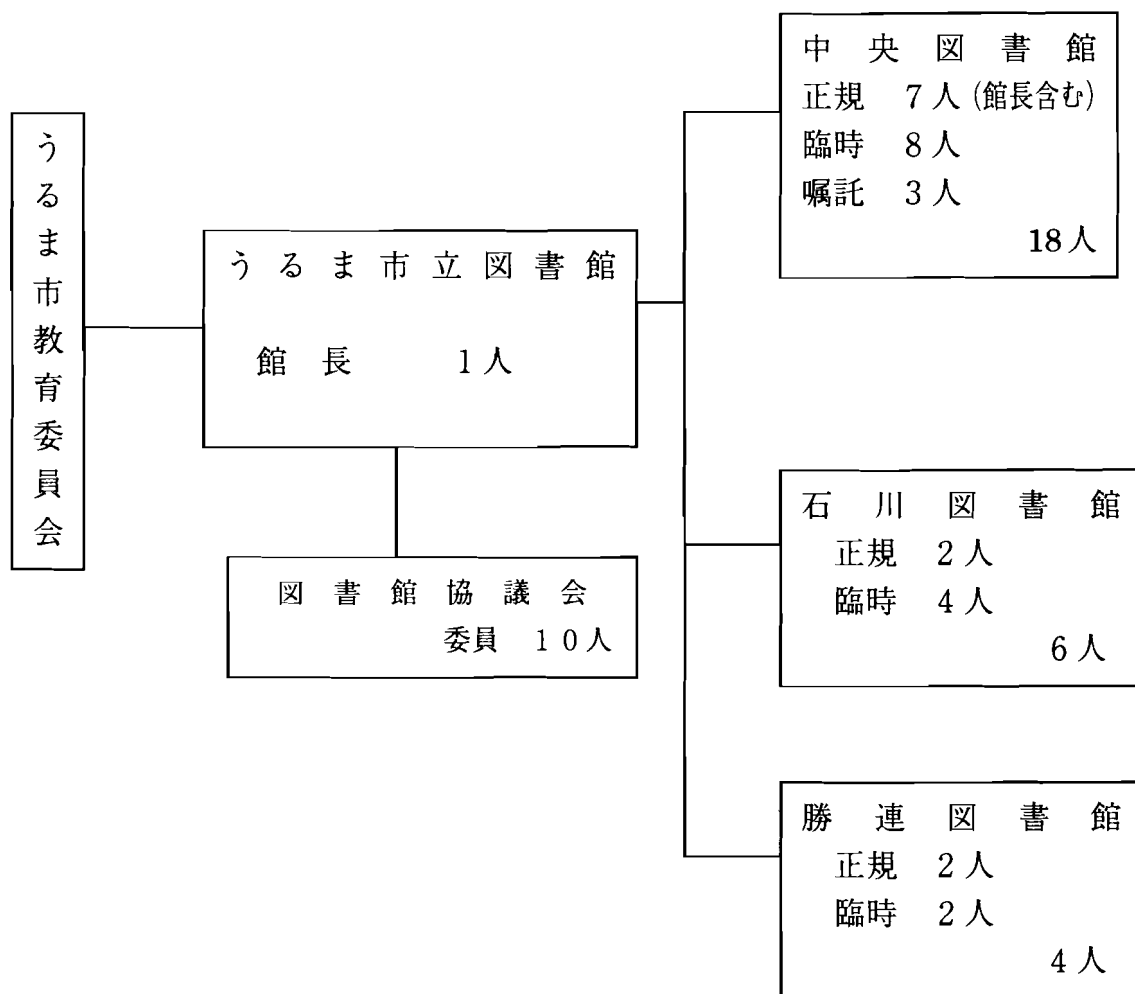 うるま市教育委員会
うるま市立図書館
館長 1人
図書館協議会
委員 10人
中央図書館
正規 7人(館長含む)
臨時 8人
嘱託 3人
18人
石川図書館
正規 2人
臨時 4人
6人
勝連図書館
正規 2人
臨時 2人
4人